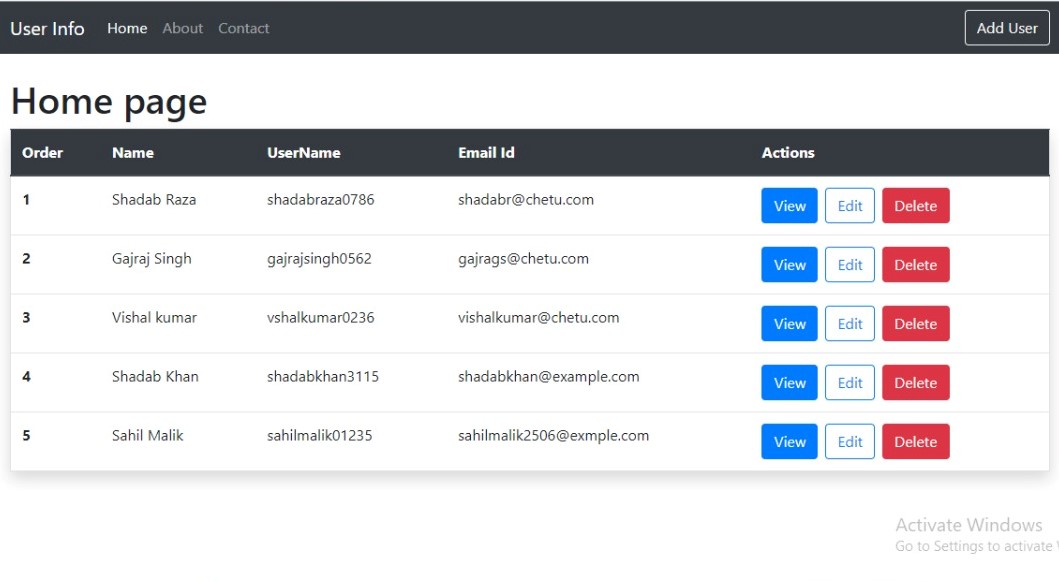 User Info Home About Contact Add User
Home page
Order Name UserName Email Id Actions
1 Shadab Raza shadabraza0786 shadabr@chetu.com View Edit Delete
2 Gajraj Singh gajrajsingh0562 gajrags@chetu.com View Edit Delete
3 Vishal kumar vshalkumar0236 vishalkumar@chetu.com View Edit Delete
4 Shadab Khan shadabkhan3115 shadabkhan@example.com View Edit Delete
5 Sahil Malik sahilmalik01235 sahilmalik2506@exmple.com View Edit Delete
Activate Windows
Go to Settings to activate